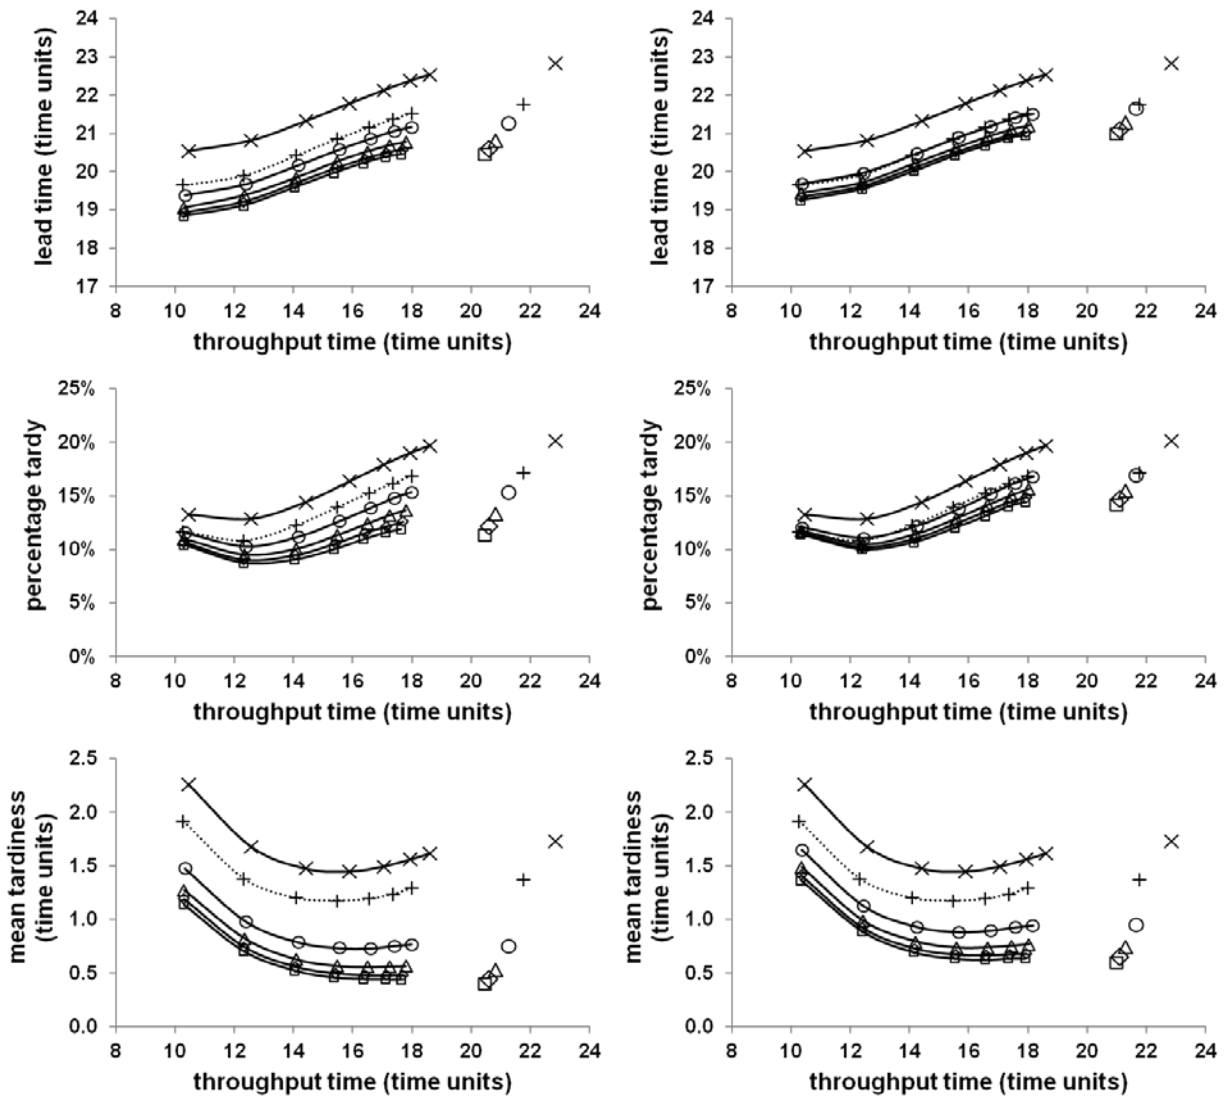 24
23
22
21
20
19
18
17
lead time (time units)
8 10 12 14 16 18 20 22 24
throughput time (time units)
24
23
22
21
20
19
18
17
lead time (time units)
8 10 12 14 16 18 20 22 24
throughput time (time units)
25%
20%
15%
10%
5%
0%
percentage tardy
8 10 12 14 16 18 20 22 24
throughput time (time units)
25%
20%
15%
10%
5%
0%
percentage tardy
8 10 12 14 16 18 20 22 24
throughput time (time units)
2.5
2.0
1.5
1.0
0.5
0.0
mean tardiness
(time units)
8 10 12 14 16 18 20 22 24
throughput time (time units)
2.5
2.0
1.5
1.0
0.5
0.0
mean tardiness
(time units)
8 10 12 14 16 18 20 22 24
throughput time (time units)